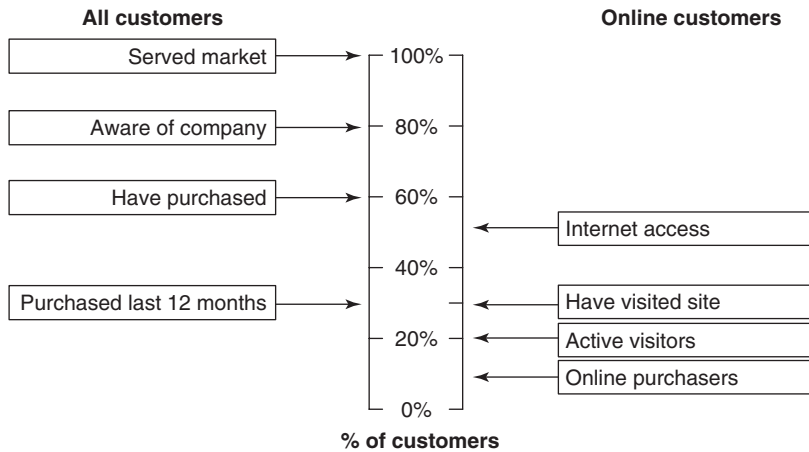 All customers
Online customers
Served market
100%
Aware of company
80%
Have purchased
60%
Internet access
40%
Purchased last 12 months
Have visited site
20%
Active visitors
Online purchasers
0%
% of customers